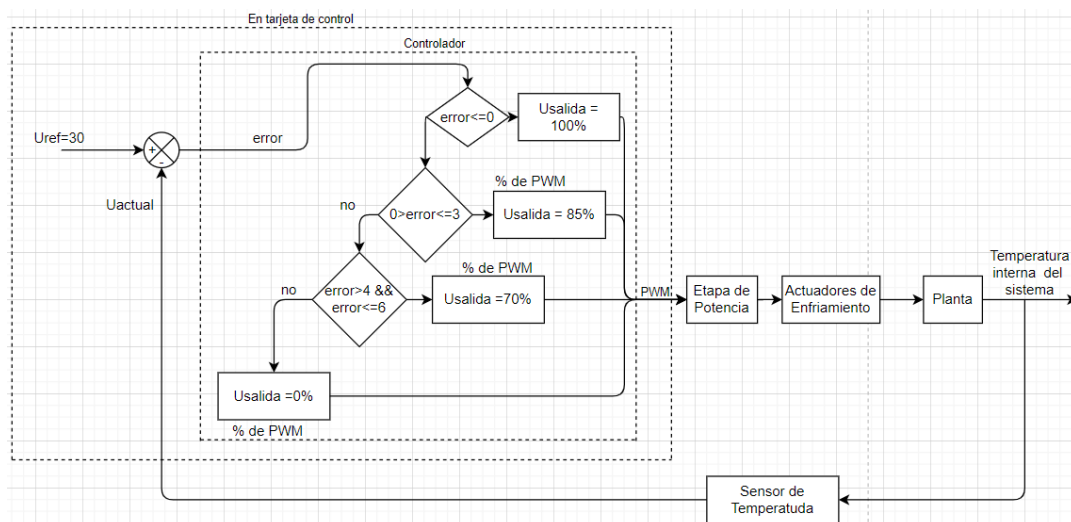 En tarjeta de control
Controlador
Uref=30
+
-
error
Uactual
error<=0
Usalida =
100%
% de PWM
no
0>error<=3
Usalida = 85%
% de PWM
no
error>4 &&
error<=6
Usalida =70%
Usalida =0%
% de PWM
PWM
Etapa de
Potencia
Actuadores de
Enfriamiento
Planta
Temperatura
interna del
sistema
Sensor de
Temperatuda